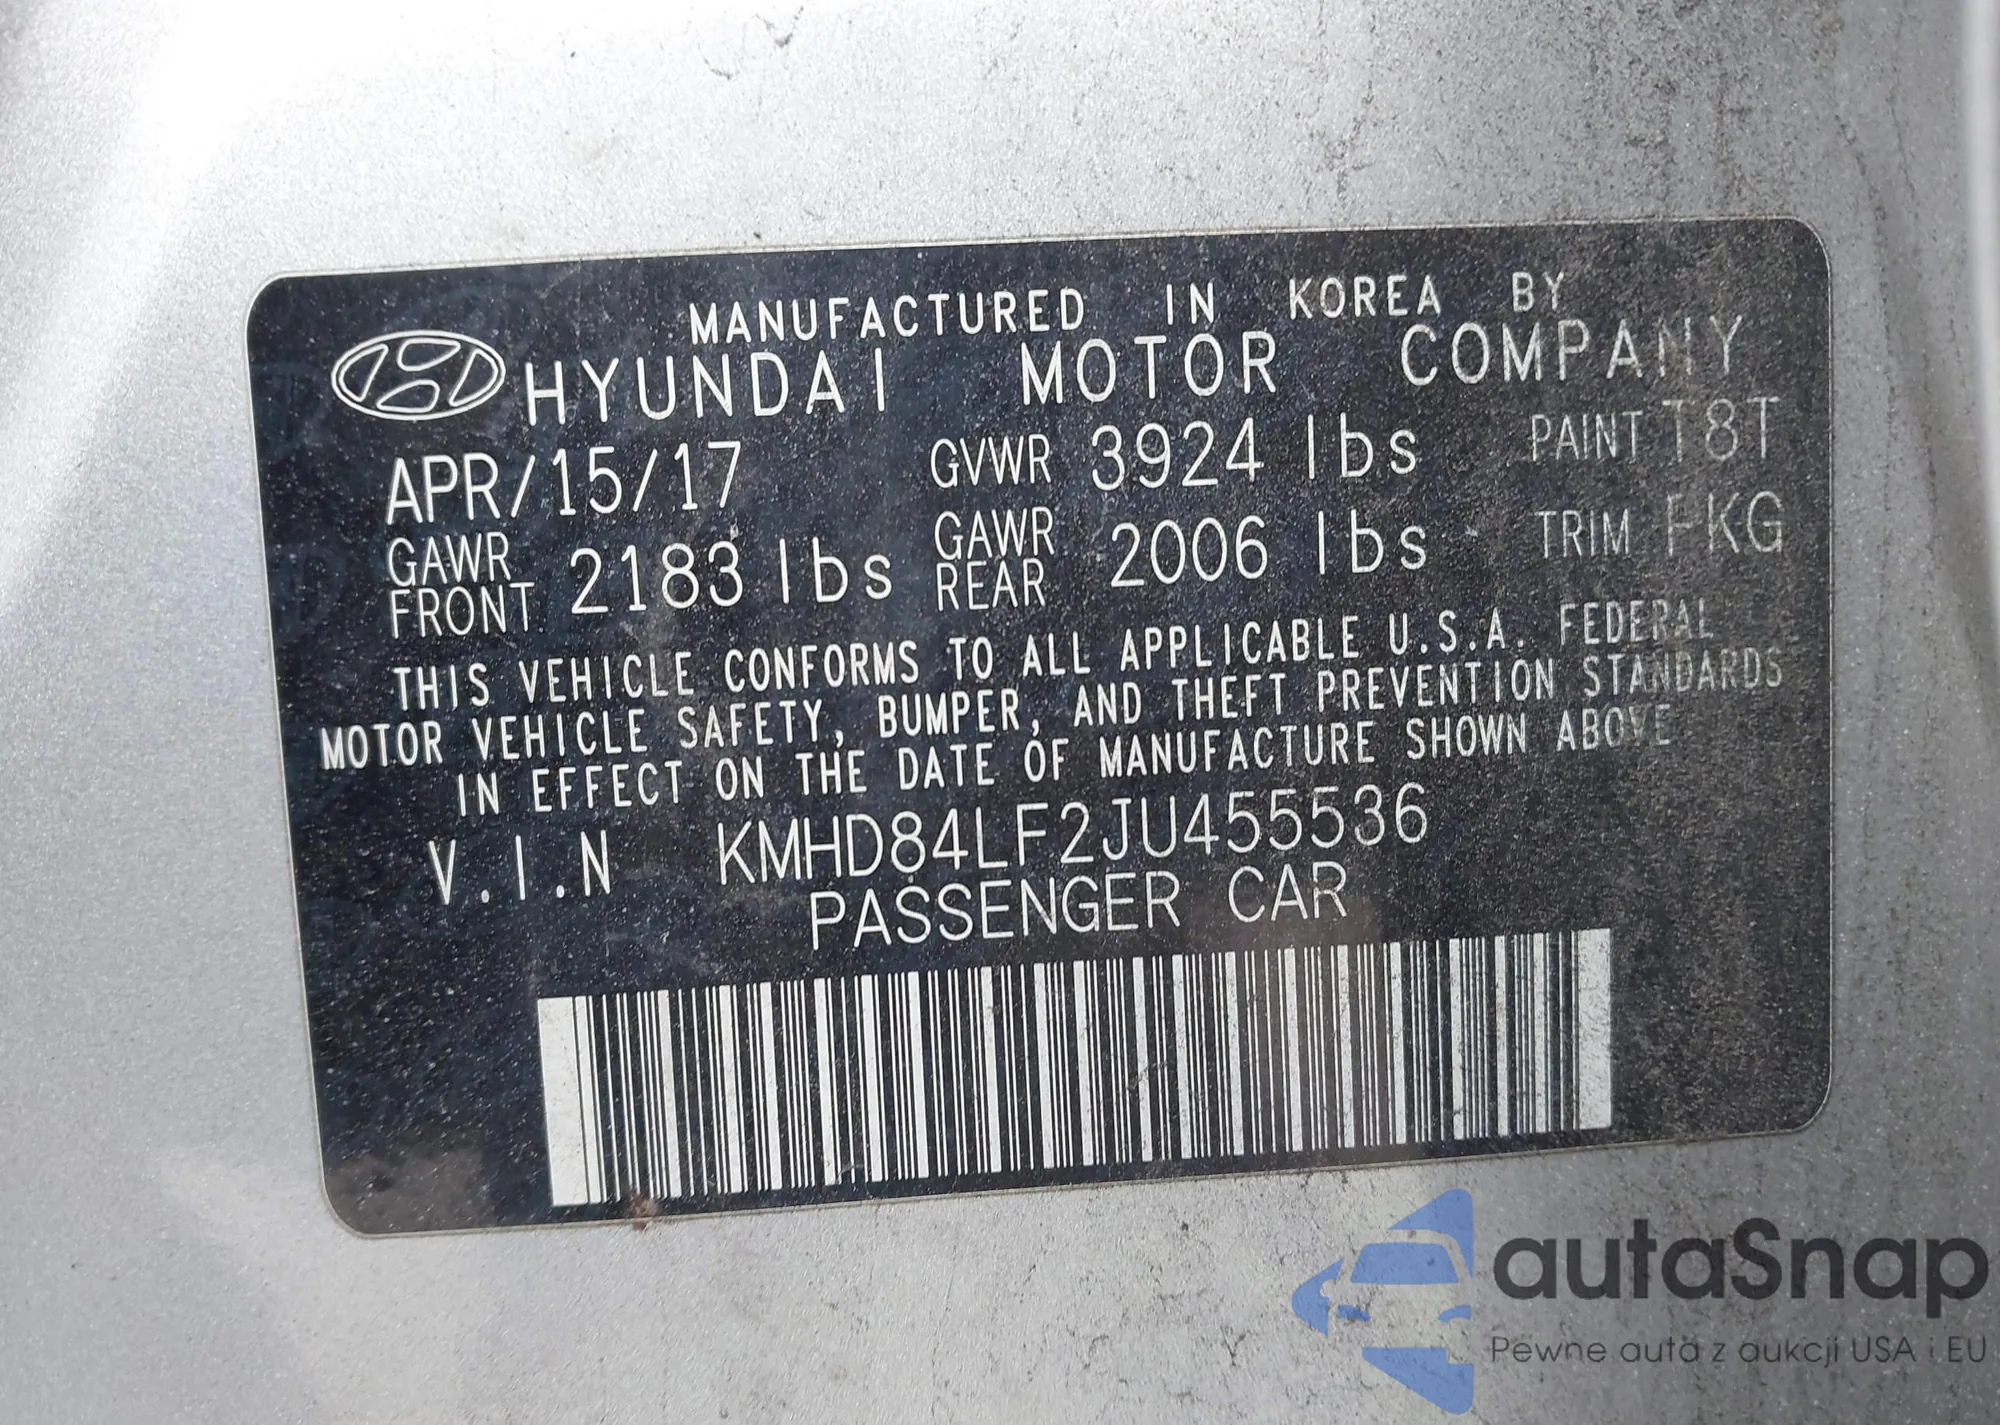 MANUFACTURED IN KOREA BY
HYUNDAI MOTOR COMPANY
APR/15/17 GVWR 3924 lbs PAINT T8T
GAWR FRONT 2183 lbs GAWR REAR 2006 lbs TRIM PKG
THIS VEHICLE CONFORMS TO ALL APPLICABLE U.S.A. FEDERAL
MOTOR VEHICLE SAFETY, BUMPER, AND THEFT PREVENTION STANDARDS
IN EFFECT ON THE DATE OF MANUFACTURE SHOWN ABOVE
V.I.N KMHD84LF2JU455536
PASSENGER CAR
autaSnap
Pewne auta z aukcji USA i EU